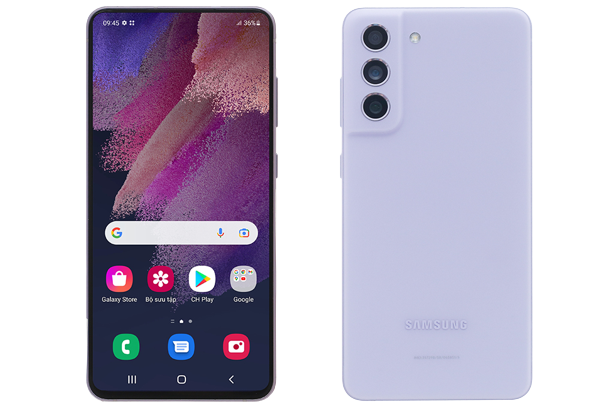 09:45
36%
Galaxy Store
Bộ sưu tập
CH Play
Google
SAMSUNG